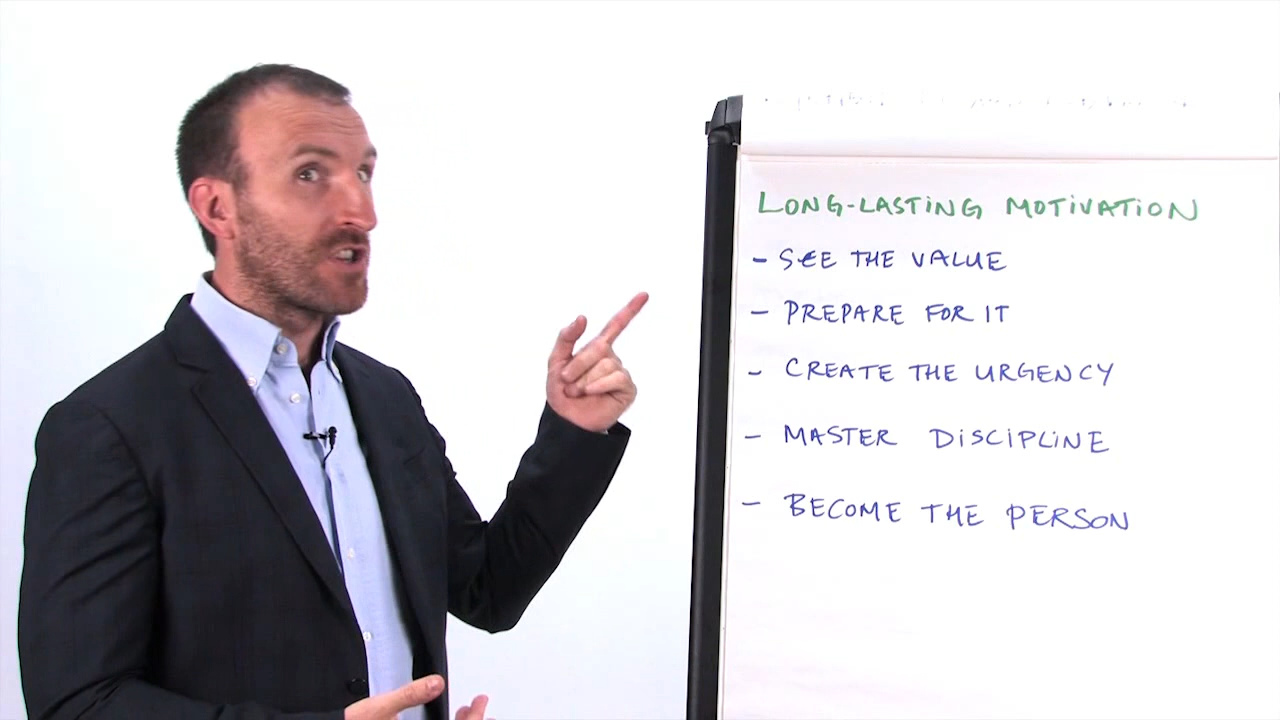 LONG-LASTING MOTIVATION
- SEE THE VALUE
- PREPARE FOR IT
- CREATE THE URGENCY
- MASTER DISCIPLINE
- BECOME THE PERSON